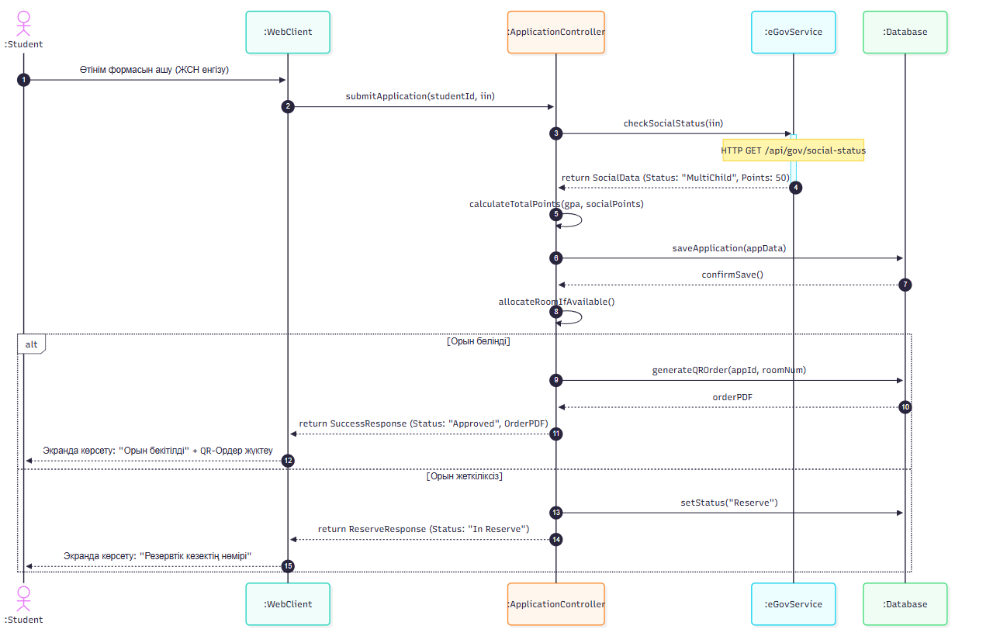 :Student
:WebClient
:ApplicationController
:eGovService
:Database
1
Өтінім формасын ашу (ЖСН енгізу)
2
submitApplication(studentId, iin)
3
checkSocialStatus(iin)
HTTP GET /api/gov/social-status
return SocialData (Status: "MultiChild", Points: 50)
4
calculateTotalPoints(gpa, socialPoints)
5
saveApplication(appData)
6
confirmSave()
7
allocateRoomIfAvailable()
8
alt
[Орын бөлінді]
generateQROrder(appId, roomNum)
9
orderPDF
10
return SuccessResponse (Status: "Approved", OrderPDF)
11
Экранда көрсету: "Орын бекітілді" + QR-Ордер жүктеу
12
[Орын жеткіліксіз]
setStatus("Reserve")
13
return ReserveResponse (Status: "In Reserve")
14
Экранда көрсету: "Резервтік кезектің нөмірі"
15
:Student
:WebClient
:ApplicationController
:eGovService
:Database